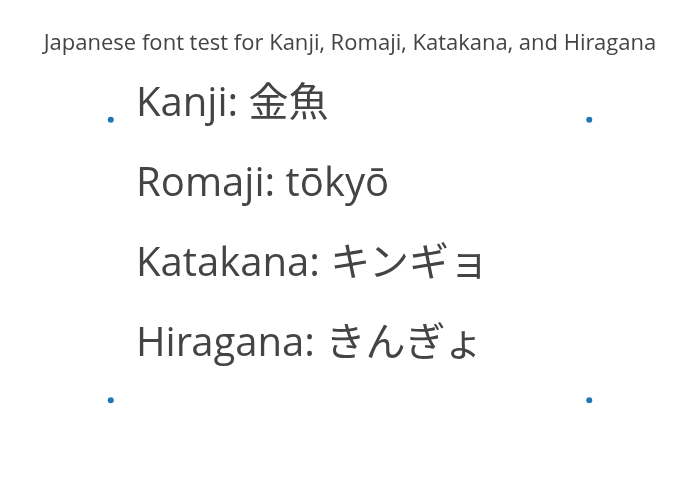 Japanese font test for Kanji, Romaji, Katakana, and Hiragana
Kanji: 金魚
Romaji: tōkyō
Katakana: キンギョ
Hiragana: きんぎょ